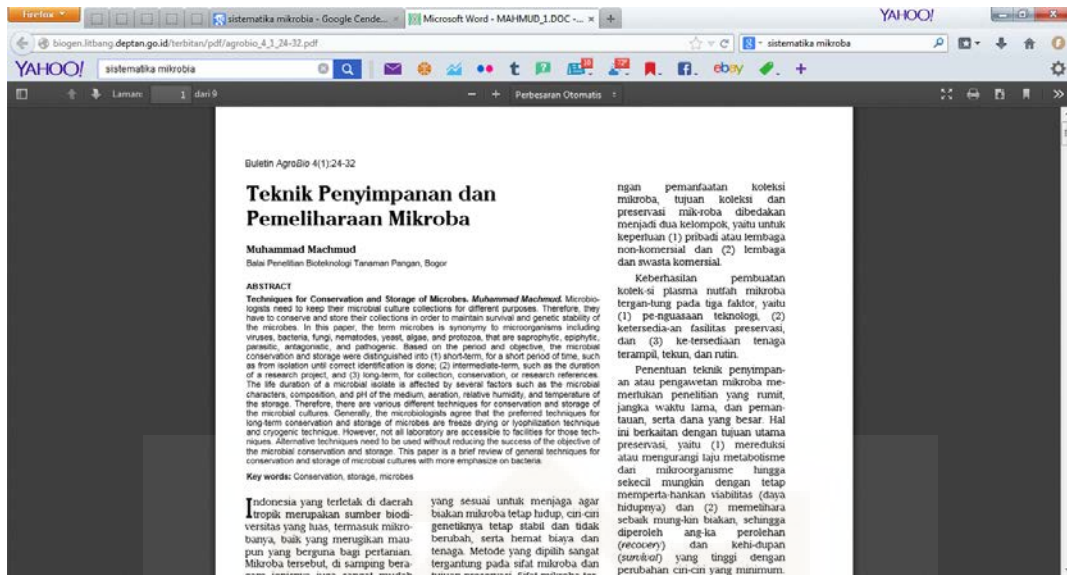 Firefox
sistematika mikrobia - Google Cende...
Microsoft Word - MAHMUD_1.DOC -...
YAHOO!
biogen.litbang.deptan.go.id/terbitan/pdf/agrobio_4_1_24-32.pdf
sistematika mikroba
YAHOO!
sistematika mikrobia
ebay
Laman:
1
dari 9
Perbesaran Otomatis
Buletin AgroBio 4(1):24-32
Teknik Penyimpanan dan
Pemeliharaan Mikroba
Muhammad Machmud
Balai Penelitian Bioteknologi Tanaman Pangan, Bogor
ABSTRACT
Techniques for Conservation and Storage of Microbes. Muhammad Machmud. Microbio-
logists need to keep their microbial culture collections for different purposes. Therefore, they
have to conserve and store their collections in order to maintain survival and genetic stability of
the microbes. In this paper, the term microbes is synonymy to microorganisms including
viruses, bacteria, fungi, nematodes, yeast, algae, and protozoa, that are saprophytic, epiphytic,
parasitic, antagonistic, and pathogenic. Based on the period and objective, the microbial
conservation and storage were distinguished into (1) short-term, for a short period of time, such
as from isolation until correct identification is done; (2) intermediate-term, such as the duration
of a research project, and (3) long-term, for collection, conservation, or research references.
The life duration of a microbial isolate is affected by several factors such as the microbial
characters, composition, and pH of the medium, aeration, relative humidity, and temperature of
the storage. Therefore, there are various different techniques for conservation and storage of
the microbial cultures. Generally, the microbiologists agree that the preferred techniques for
long-term conservation and storage of microbes are freeze drying or lyophilization technique
and cryogenic technique. However, not all laboratory are accessible to facilities for those tech-
niques. Alternative techniques need to be used without reducing the success of the objective of
the microbial conservation and storage. This paper is a brief review of general techniques for
conservation and storage of microbial cultures with more emphasize on bacteria.
Key words: Conservation, storage, microbes
Indonesia yang terletak di daerah
tropik merupakan sumber biodi-
versitas yang luas, termasuk mikro-
banya, baik yang merugikan mau-
pun yang berguna bagi pertanian.
Mikroba tersebut, di samping bera-
gam jenisnya juga sangat mudah
yang sesuai untuk menjaga agar
biakan mikroba tetap hidup, ciri-ciri
genetiknya tetap stabil dan tidak
berubah, serta hemat biaya dan
tenaga. Metode yang dipilih sangat
tergantung pada sifat mikroba dan
tujuan preservasi. Sifat mikroba ter-
ngan pemanfaatan koleksi
mikroba, tujuan koleksi dan
preservasi mik-roba dibedakan
menjadi dua kelompok, yaitu untuk
keperluan (1) pribadi atau lembaga
non-komersial dan (2) lembaga
dan swasta komersial.
Keberhasilan pembuatan
kolek-si plasma nutfah mikroba
tergan-tung pada tiga faktor, yaitu
(1) pe-nguasaan teknologi, (2)
ketersedia-an fasilitas preservasi,
dan (3) ke-tersediaan tenaga
terampil, tekun, dan rutin.
Penentuan teknik penyimpan-
an atau pengawetan mikroba me-
merlukan penelitian yang rumit,
jangka waktu lama, dan peman-
tauan, serta dana yang besar. Hal
ini berkaitan dengan tujuan utama
preservasi, yaitu (1) mereduksi
atau mengurangi laju metabolisme
dari mikroorganisme hingga
sekecil mungkin dengan tetap
memperta-hankan viabilitas (daya
hidupnya) dan (2) memelihara
sebaik mung-kin biakan, sehingga
diperoleh ang-ka perolehan
(recovery) dan kehi-dupan
(survival) yang tinggi dengan
perubahan ciri-ciri yang minimum.